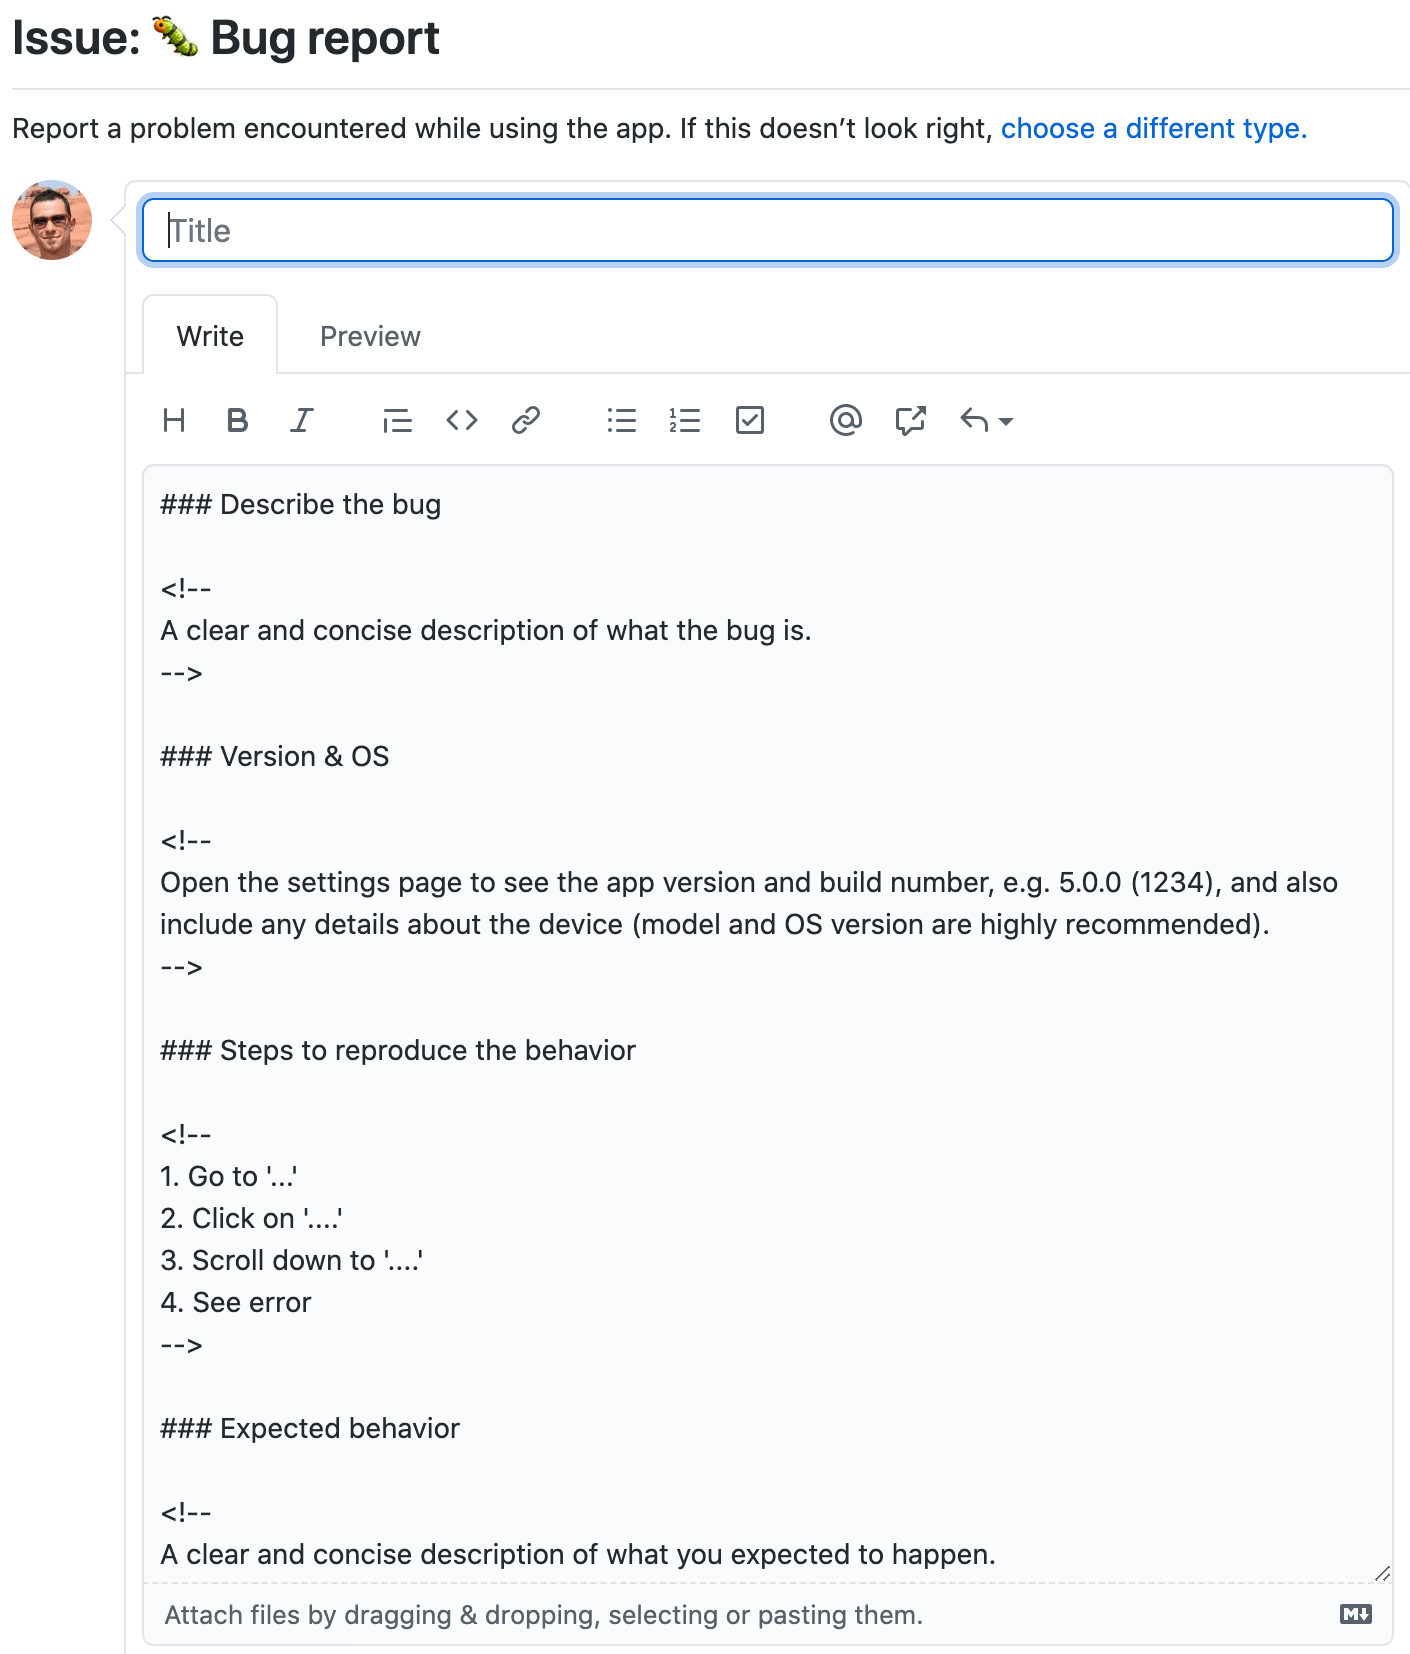 Issue: 🐛 Bug report
Report a problem encountered while using the app. If this doesn’t look right, choose a different type.
Title
Write Preview
### Describe the bug
<!--
A clear and concise description of what the bug is.
-->
### Version & OS
<!--
Open the settings page to see the app version and build number, e.g. 5.0.0 (1234), and also
include any details about the device (model and OS version are highly recommended).
-->
### Steps to reproduce the behavior
<!--
1. Go to '...'
2. Click on '....'
3. Scroll down to '....'
4. See error
-->
### Expected behavior
<!--
A clear and concise description of what you expected to happen.
Attach files by dragging & dropping, selecting or pasting them.